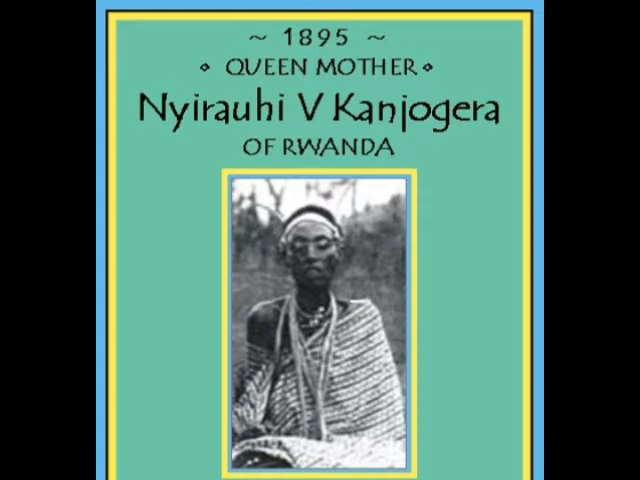 ~ 1895 ~
⋄ QUEEN MOTHER ⋄
Nyirauhi V Kanjogera
OF RWANDA